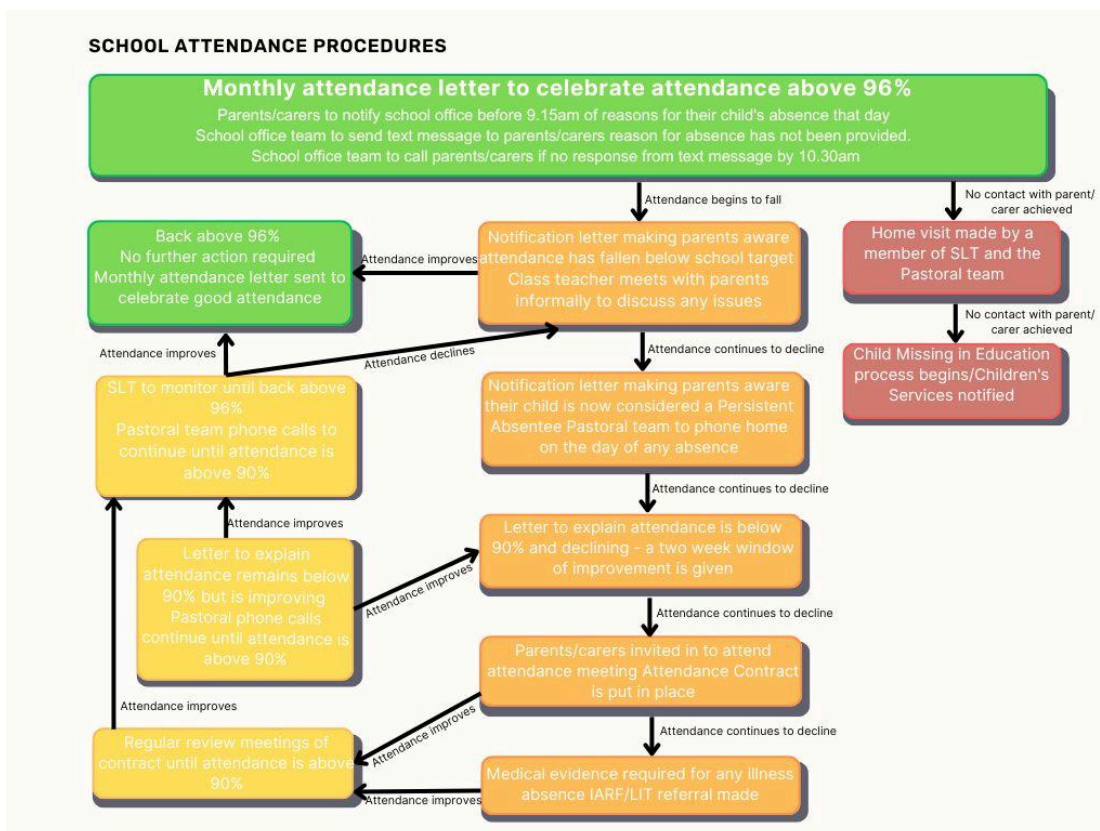 SCHOOL ATTENDANCE PROCEDURES
Monthly attendance letter to celebrate attendance above 96%
Parents/carers to notify school office before 9.15am of reasons for their child's absence that day
School office team to send text message to parents/carers reason for absence has not been provided.
School office team to call parents/carers if no response from text message by 10.30am
Attendance begins to fall
No contact with parent/
carer achieved
Back above 96%
No further action required
Monthly attendance letter sent to
celebrate good attendance
Attendance improves
Notification letter making parents aware
attendance has fallen below school target
Class teacher meets with parents
informally to discuss any issues
Home visit made by a
member of SLT and the
Pastoral team
No contact with parent/
carer achieved
Attendance improves
Attendance declines
Attendance continues to decline
Child Missing in Education
process begins/Children's
Services notified
SLT to monitor until back above
96%
Pastoral team phone calls to
continue until attendance is
above 90%
Notification letter making parents aware
their child is now considered a Persistent
Absentee Pastoral team to phone home
on the day of any absence
Attendance continues to decline
Attendance improves
Letter to explain
attendance remains below
90% but is improving
Pastoral phone calls
continue until attendance is
above 90%
Attendance improves
Letter to explain attendance is below
90% and declining - a two week window
of improvement is given
Attendance continues to decline
Parents/carers invited in to attend
attendance meeting Attendance Contract
is put in place
Attendance improves
Attendance improves
Attendance continues to decline
Regular review meetings of
contract until attendance is above
90%
Attendance improves
Medical evidence required for any illness
absence IARF/LIT referral made